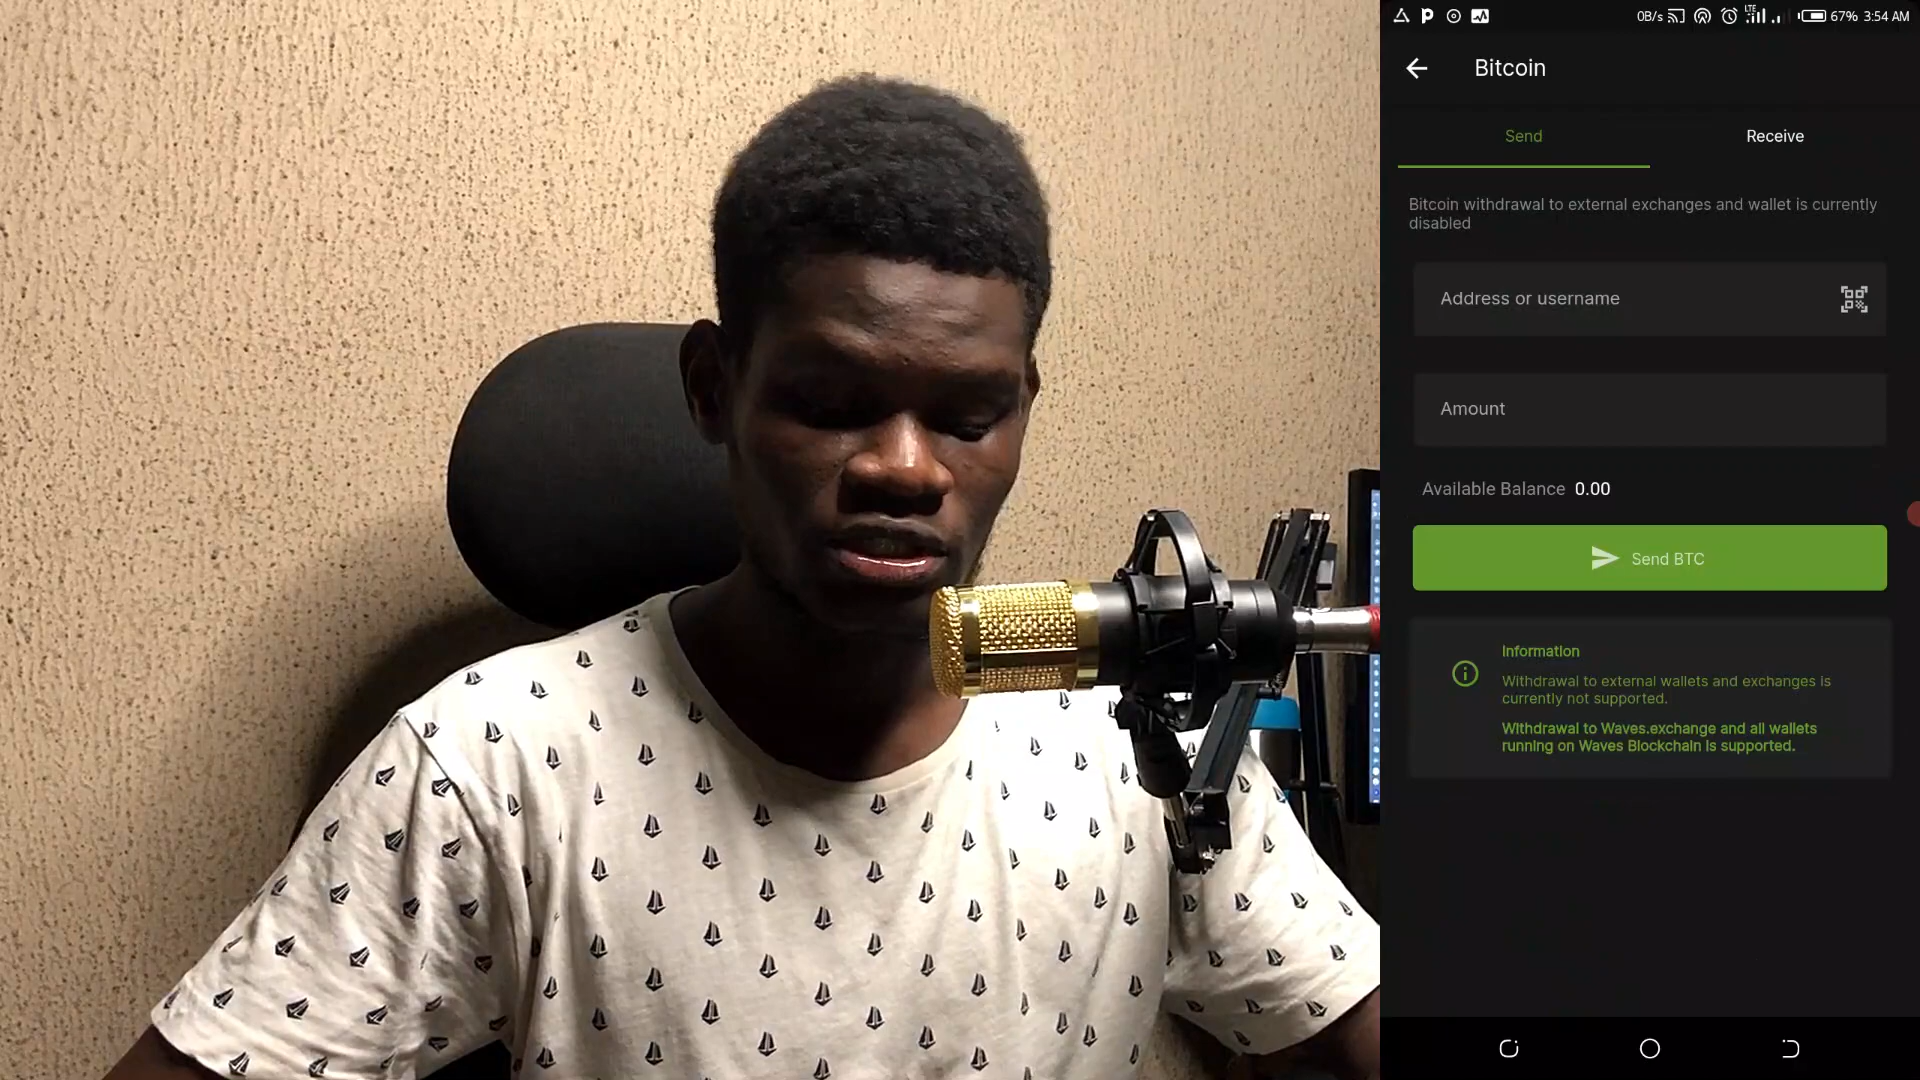 0B/s LTE 67% 3:54 AM
Bitcoin
Send Receive
Bitcoin withdrawal to external exchanges and wallet is currently
disabled
Address or username
Amount
Available Balance 0.00
Send BTC
Information
Withdrawal to external wallets and exchanges is
currently not supported.
Withdrawal to Waves.exchange and all wallets
running on Waves Blockchain is supported.